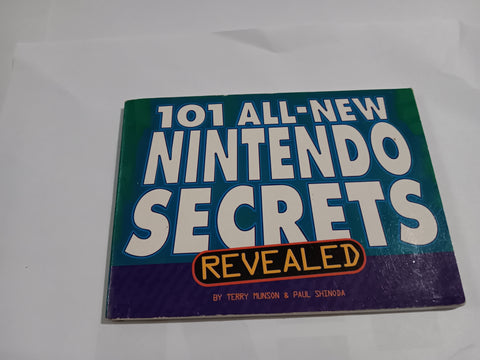 101 ALL-NEW
NINTENDO
SECRETS
REVEALED
BY TERRY MUNSON & PAUL SHINODA